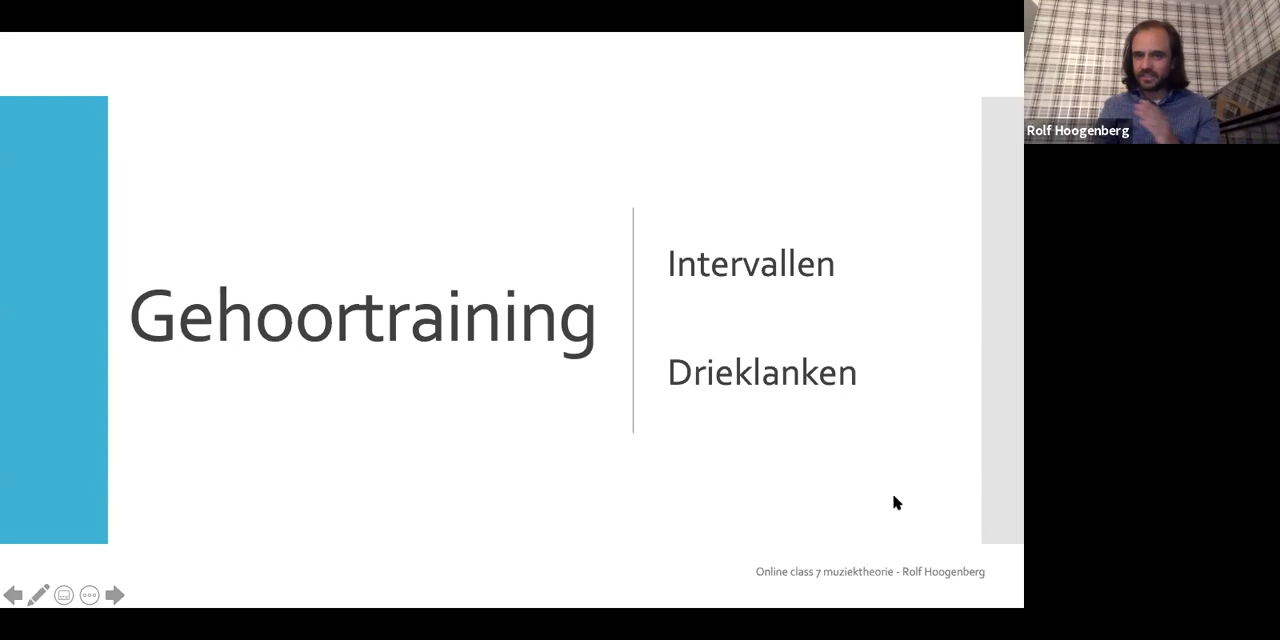 Rolf Hoogenberg
Gehoortraining
Intervallen
Drieklanken
Online class 7 muziektheorie - Rolf Hoogenberg